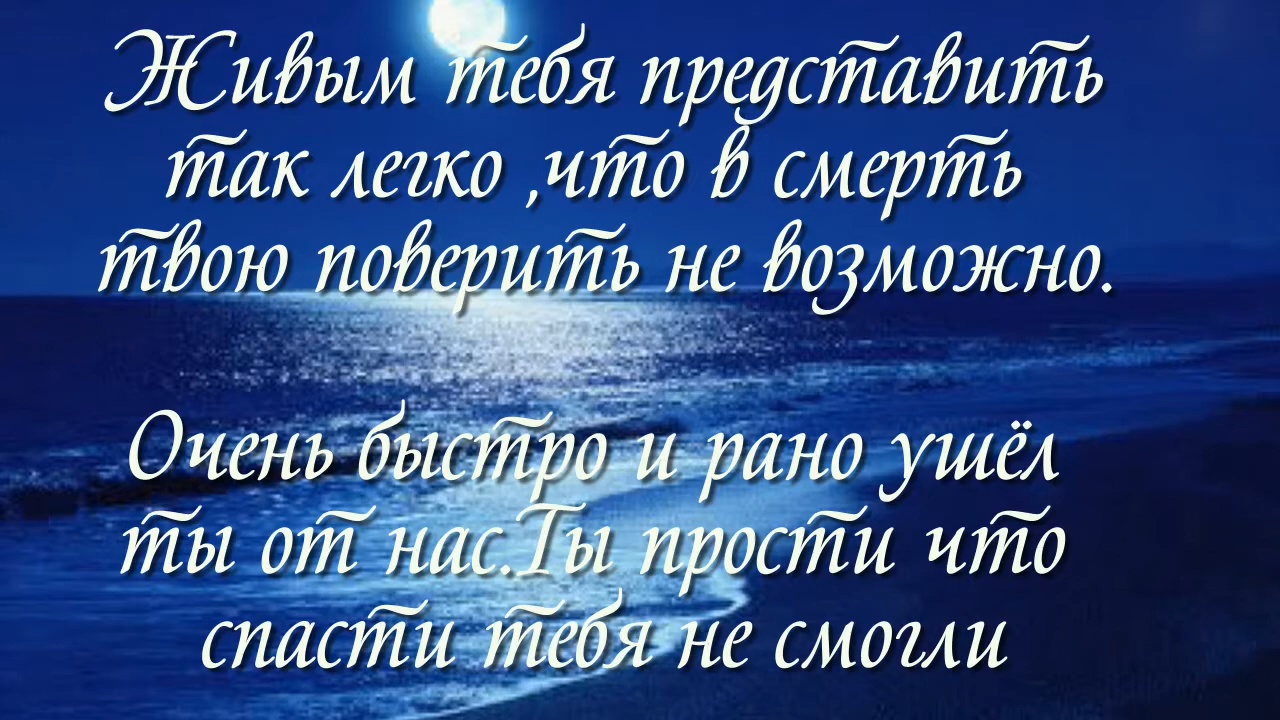 Живым тебя представить
так легко ,что в смерть
твою поверить не возможно.
Очень быстро и рано ушёл
ты от нас.Ты прости что
спасти тебя не смогли